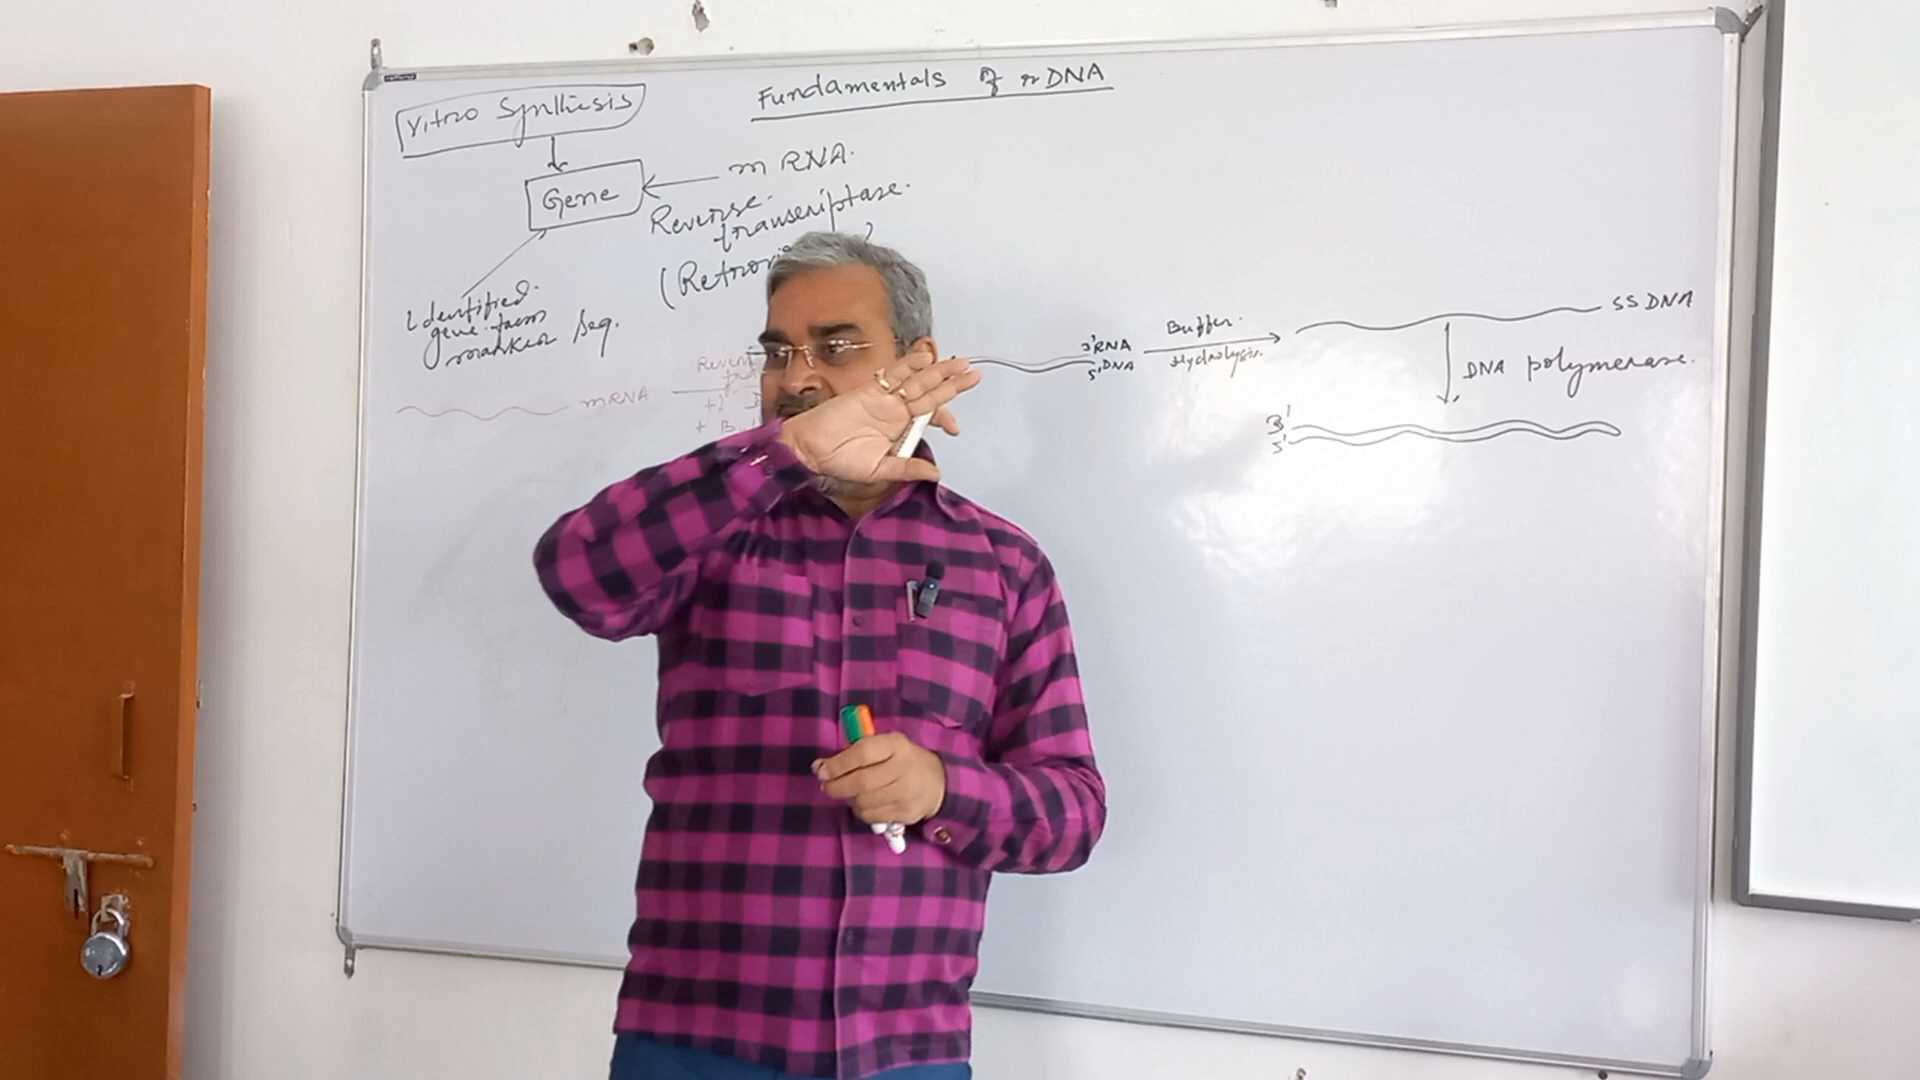 Fundamentals of rDNA
Vitro Synthesis
Gene
m RNA.
Reverse.
transcriptase.
(Retrovi
Identified.
gene from
marker Seq.
mRNA
+
+
3'RNA
5'DNA
Buffer.
Hydrolysis.
SS DNA
DNA polymerase.
3'
5'